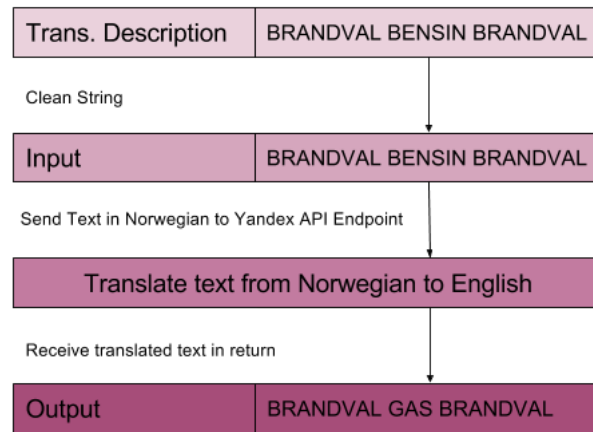 Trans. Description BRANDVAL BENSIN BRANDVAL
Clean String
Input BRANDVAL BENSIN BRANDVAL
Send Text in Norwegian to Yandex API Endpoint
Translate text from Norwegian to English
Receive translated text in return
Output BRANDVAL GAS BRANDVAL